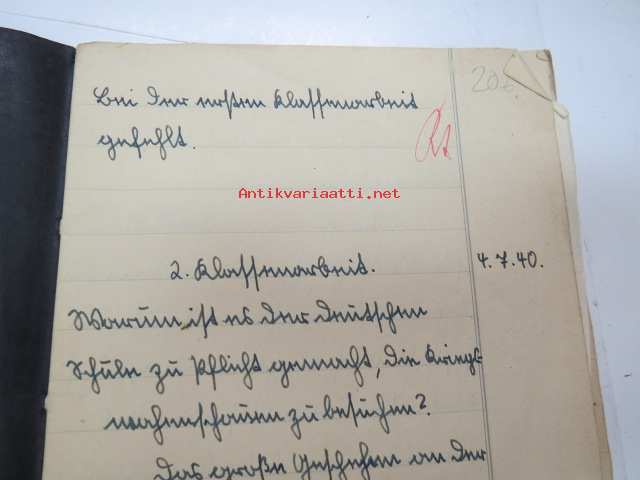 Bei der ersten Klassenarbeit
gefehlt.
Antikvariaatti.net
2. Klassenarbeit.
4.7.40.
Warum ist es der deutschen
Schule zu Pflicht gemacht, die Kriegs-
wochenschauen zu besuchen?
Das große Geschehen an der